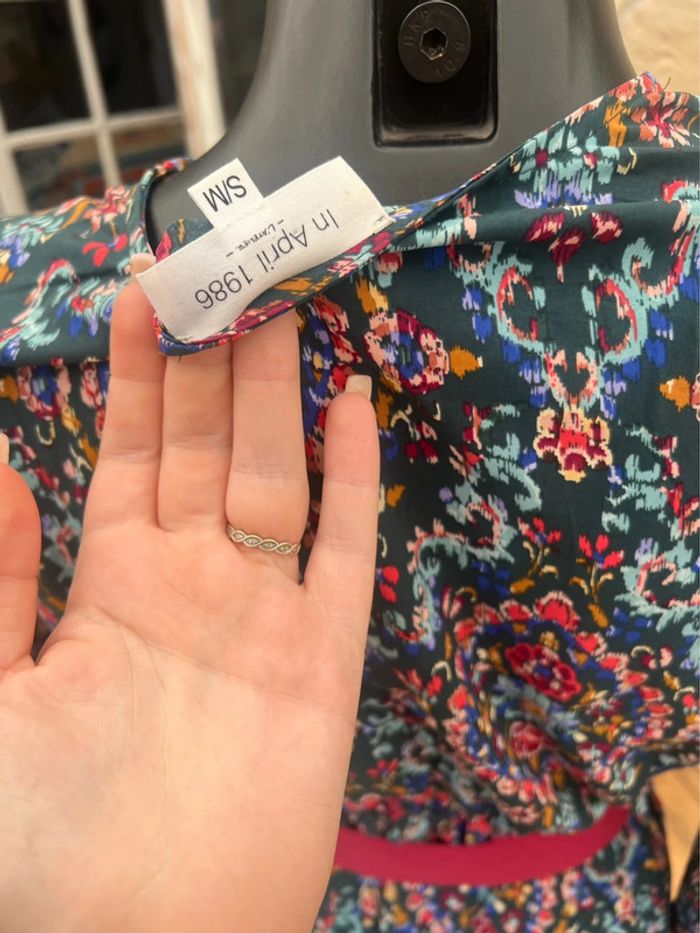 In April 1986
– L'ATELIER –
S/M